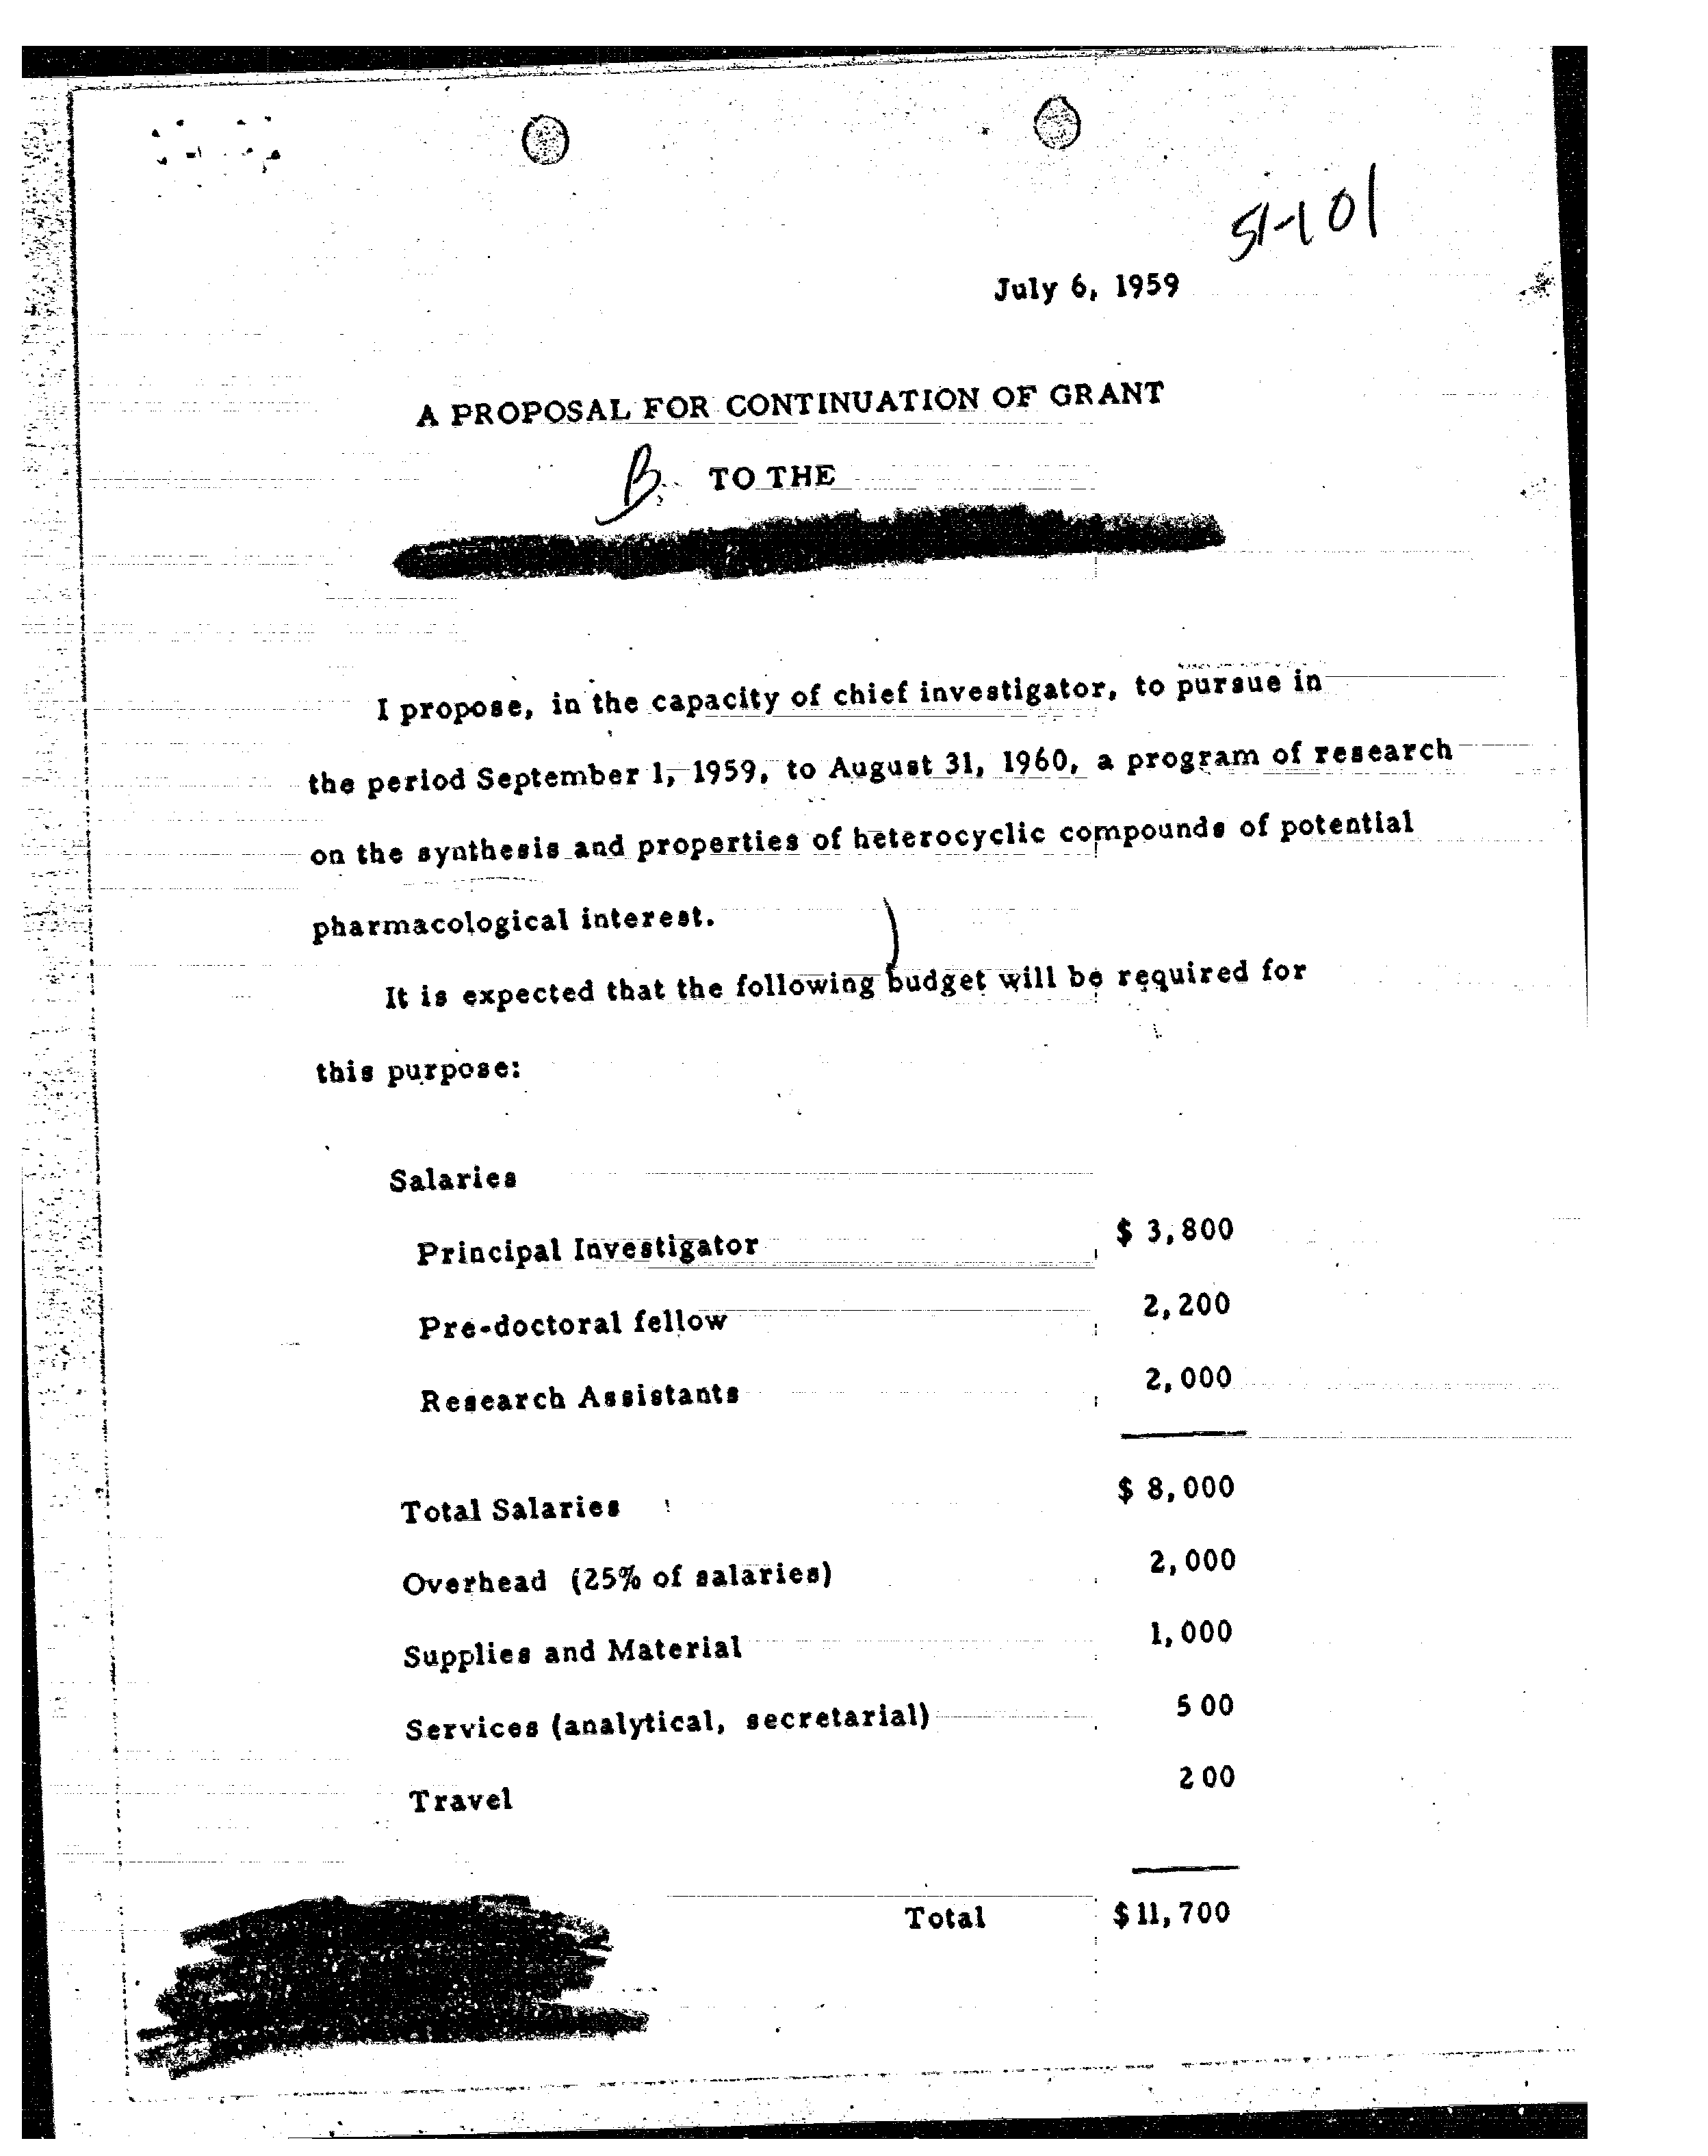 51-101
July 6, 1959
A PROPOSAL FOR CONTINUATION OF GRANT
B TO THE
I propose, in the capacity of chief investigator, to pursue in
the period September 1, 1959, to August 31, 1960, a program of research
on the synthesis and properties of heterocyclic compounds of potential
pharmacological interest.
It is expected that the following budget will be required for
this purpose:
Salaries
Principal Investigator $ 3,800
Pre-doctoral fellow 2,200
Research Assistants 2,000
Total Salaries $ 8,000
Overhead (25% of salaries) 2,000
Supplies and Material 1,000
Services (analytical, secretarial) 500
Travel 200
Total $11,700